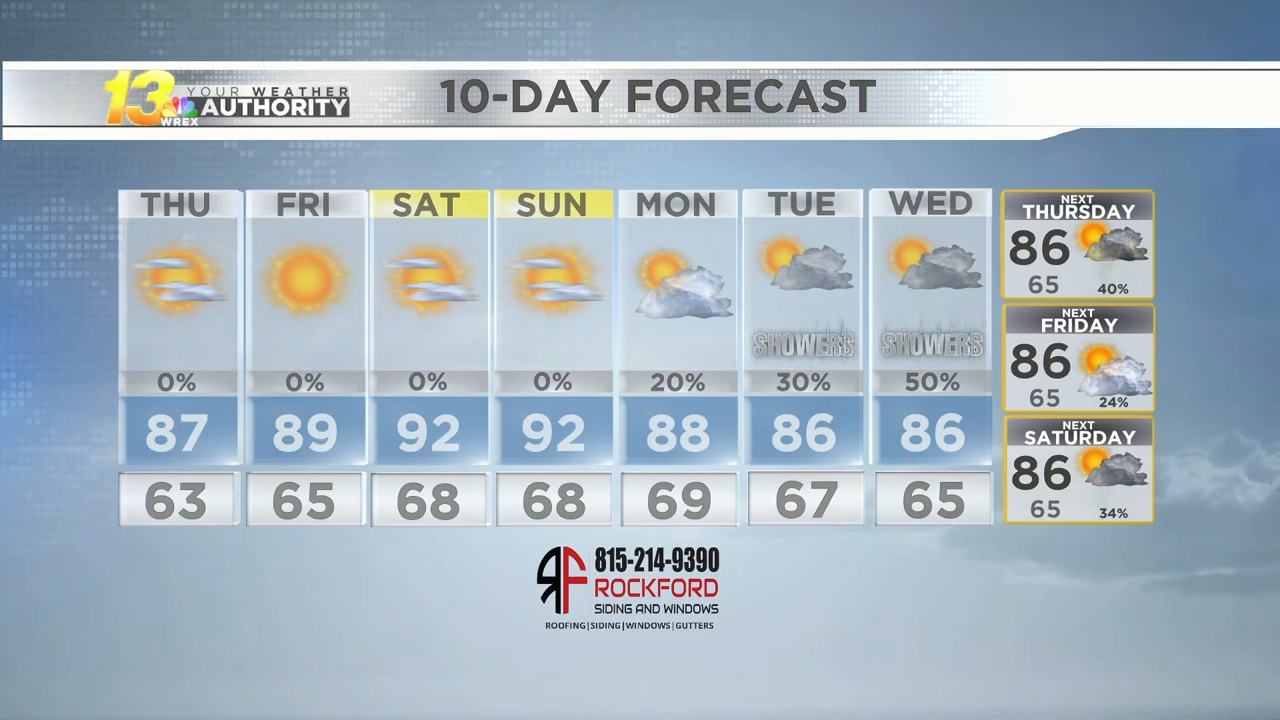 13 YOUR WEATHER
AUTHORITY
WREX
10-DAY FORECAST
THU FRI SAT SUN MON TUE WED
SHOWERS SHOWERS
0% 0% 0% 0% 20% 30% 50%
87 89 92 92 88 86 86
63 65 68 68 69 67 65
NEXT
THURSDAY
86
65 40%
NEXT
FRIDAY
86
65 24%
NEXT
SATURDAY
86
65 34%
RF 815-214-9390
ROCKFORD
SIDING AND WINDOWS
ROOFING|SIDING|WINDOWS|GUTTERS